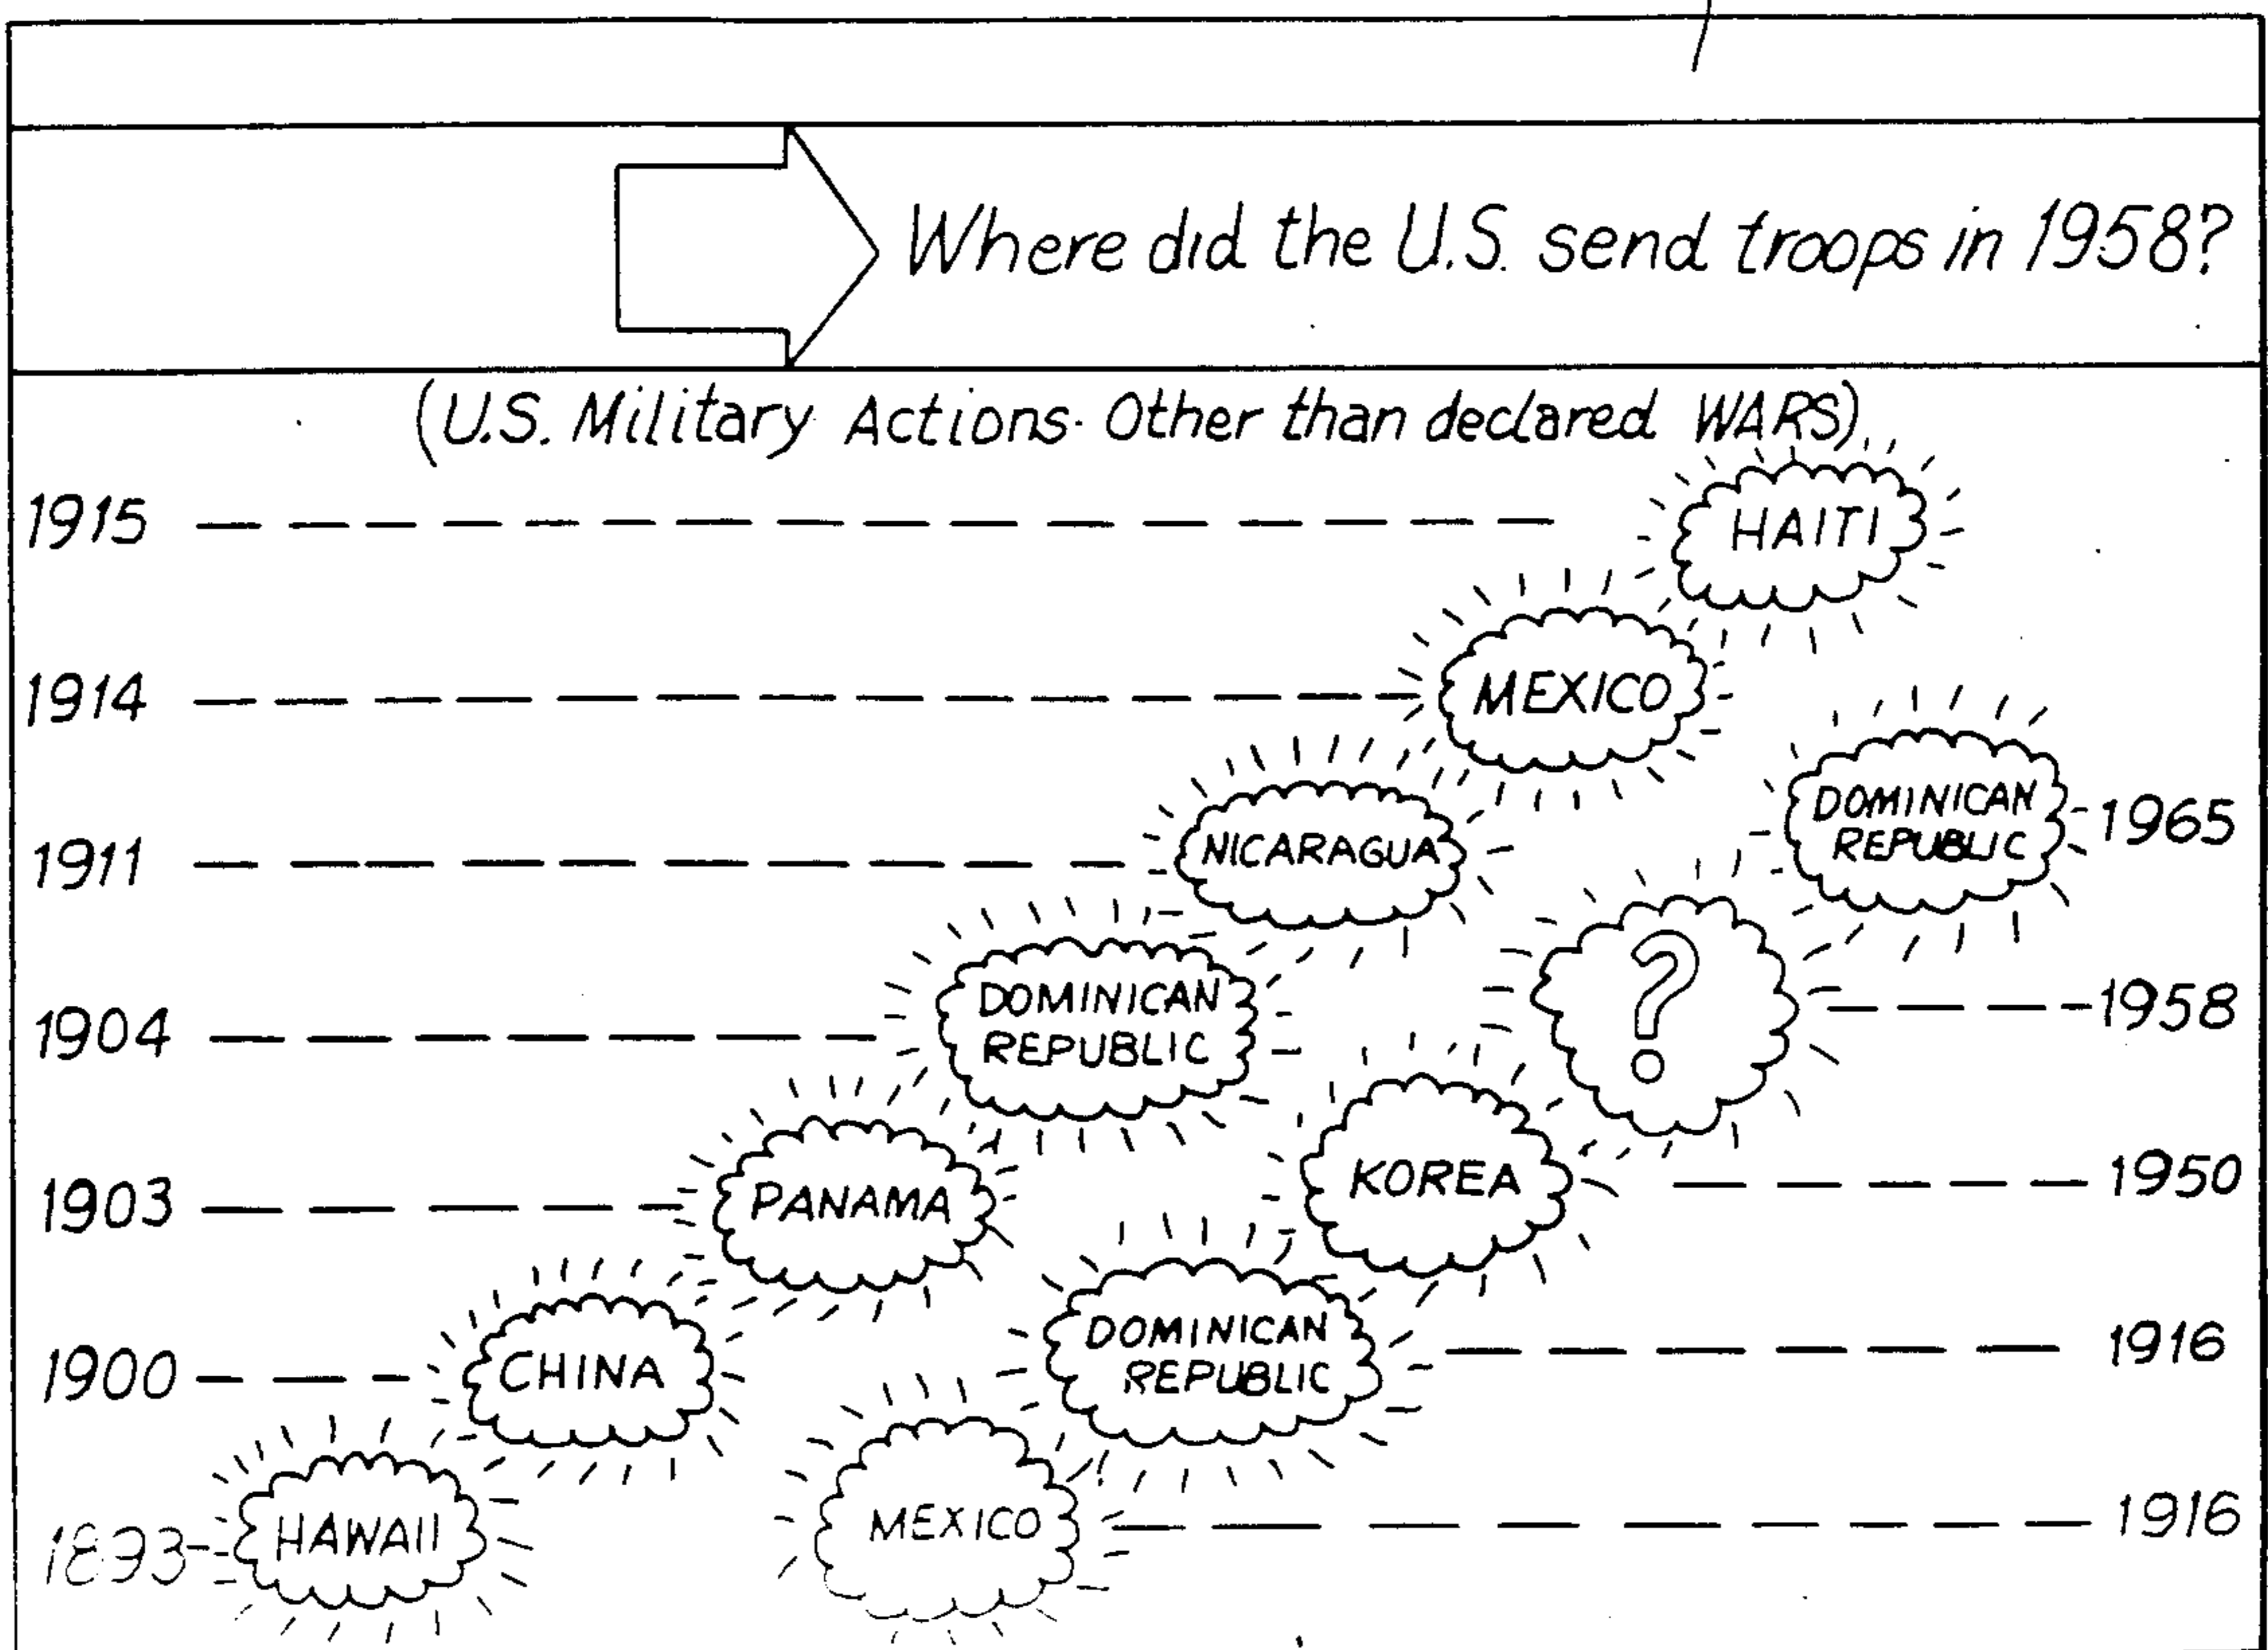 Where did the U.S. send troops in 1958?
(U.S. Military Actions Other than declared WARS)
1915 HAITI
1914 MEXICO
DOMINICAN
REPUBLIC 1965
1911 NICARAGUA
? 1958
1904 DOMINICAN
REPUBLIC
KOREA 1950
1903 PANAMA
DOMINICAN
REPUBLIC 1916
1900 CHINA
MEXICO 1916
1893 HAWAII